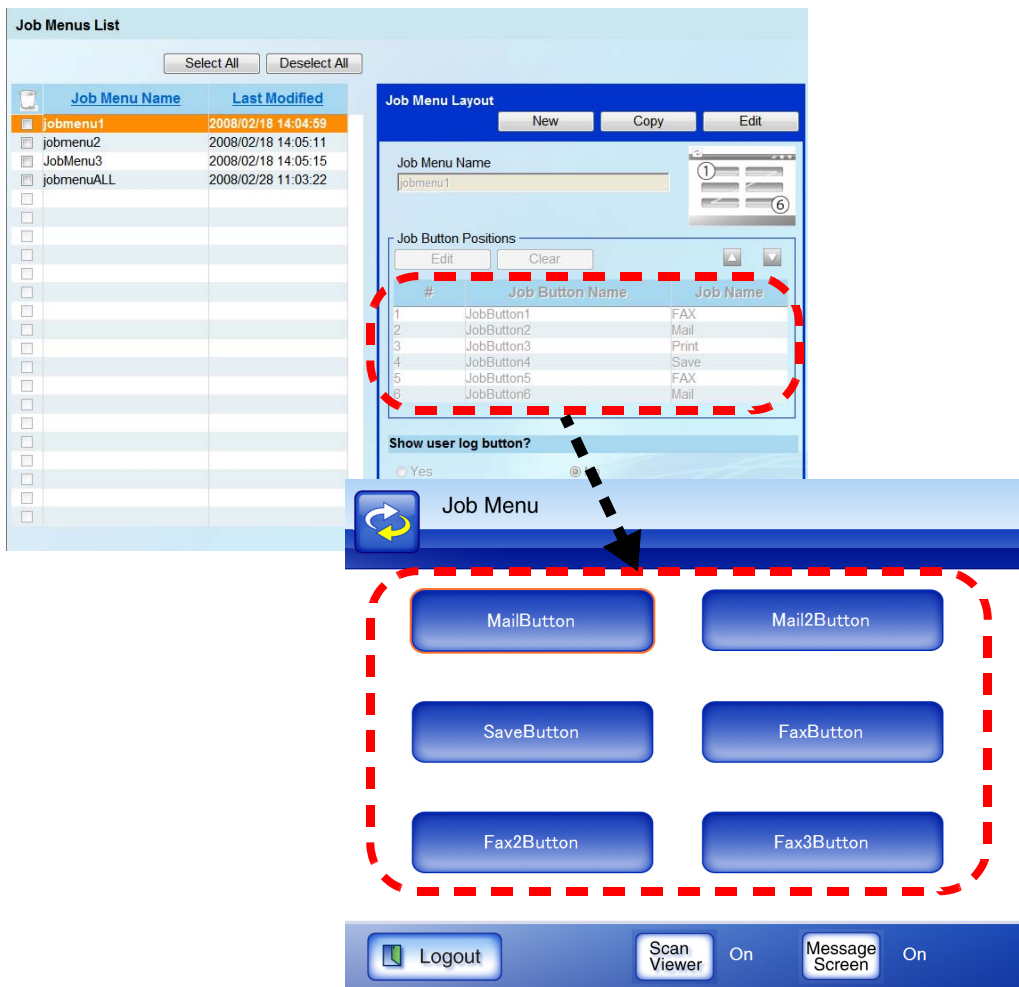 Job Menus List
Select All Deselect All
Job Menu Name Last Modified
jobmenu1 2008/02/18 14:04:59
jobmenu2 2008/02/18 14:05:11
JobMenu3 2008/02/18 14:05:15
jobmenuALL 2008/02/28 11:03:22
Job Menu Layout
New Copy Edit
Job Menu Name
jobmenu1
1
6
Job Button Positions
Edit Clear
# Job Button Name Job Name
1 JobButton1 FAX
2 JobButton2 Mail
3 JobButton3 Print
4 JobButton4 Save
5 JobButton5 FAX
6 JobButton6 Mail
Show user log button?
Yes
Job Menu
MailButton Mail2Button
SaveButton FaxButton
Fax2Button Fax3Button
Logout
Scan Viewer On
Message Screen On